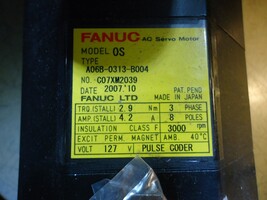 FANUC AC Servo Motor
MODEL 0S
TYPE
A06B-0313-B004
NO. C07XM2039
DATE 2007.10 PAT. PEND
FANUC LTD MADE IN JAPAN
TRQ.(STALL) 2.9 Nm 3 PHASE
AMP.(STALL) 4.2 A 8 POLES
INSULATION CLASS F 3000 rpm
EXCIT PERM. MAGNET AMB. 40°C
VOLT 127 V PULSE CODER